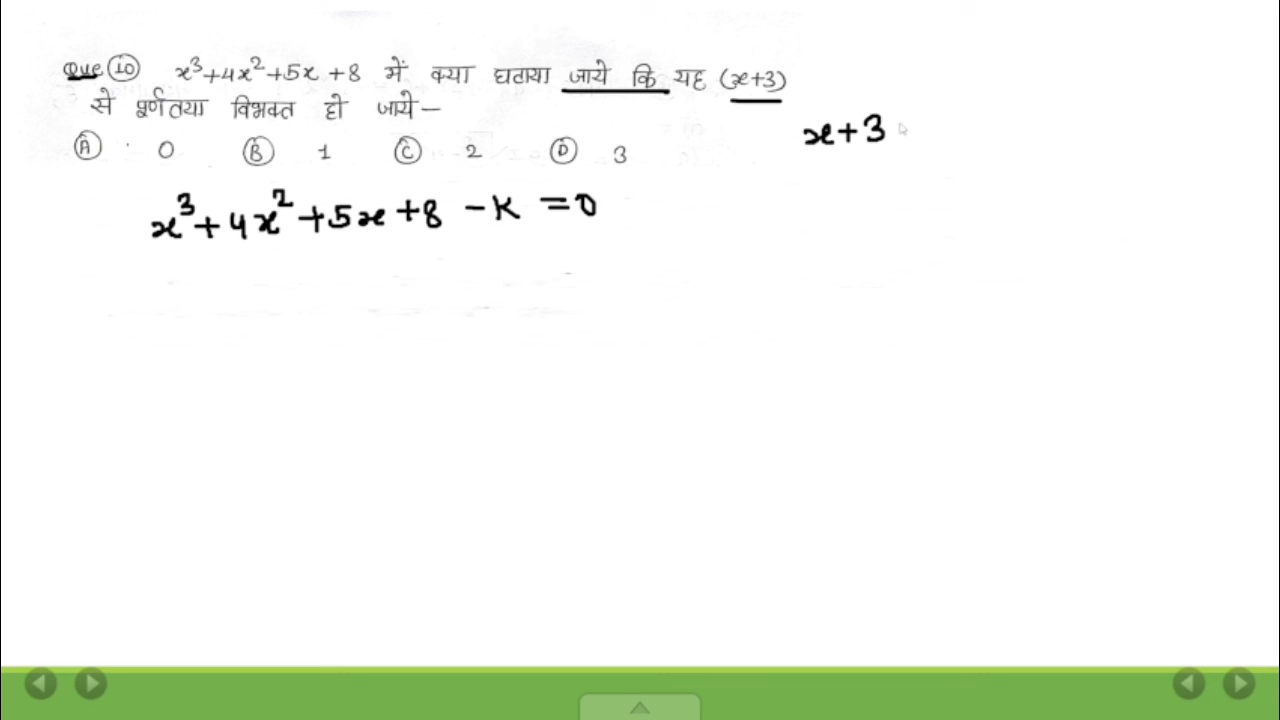 Que (10) x³+4x²+5x+8 में क्या घटाया जाये कि यह (x+3)
से पूर्णतया विभक्त हो जाये–
(A) 0 (B) 1 (C) 2 (D) 3
x+3
x³+4x²+5x+8-K=0